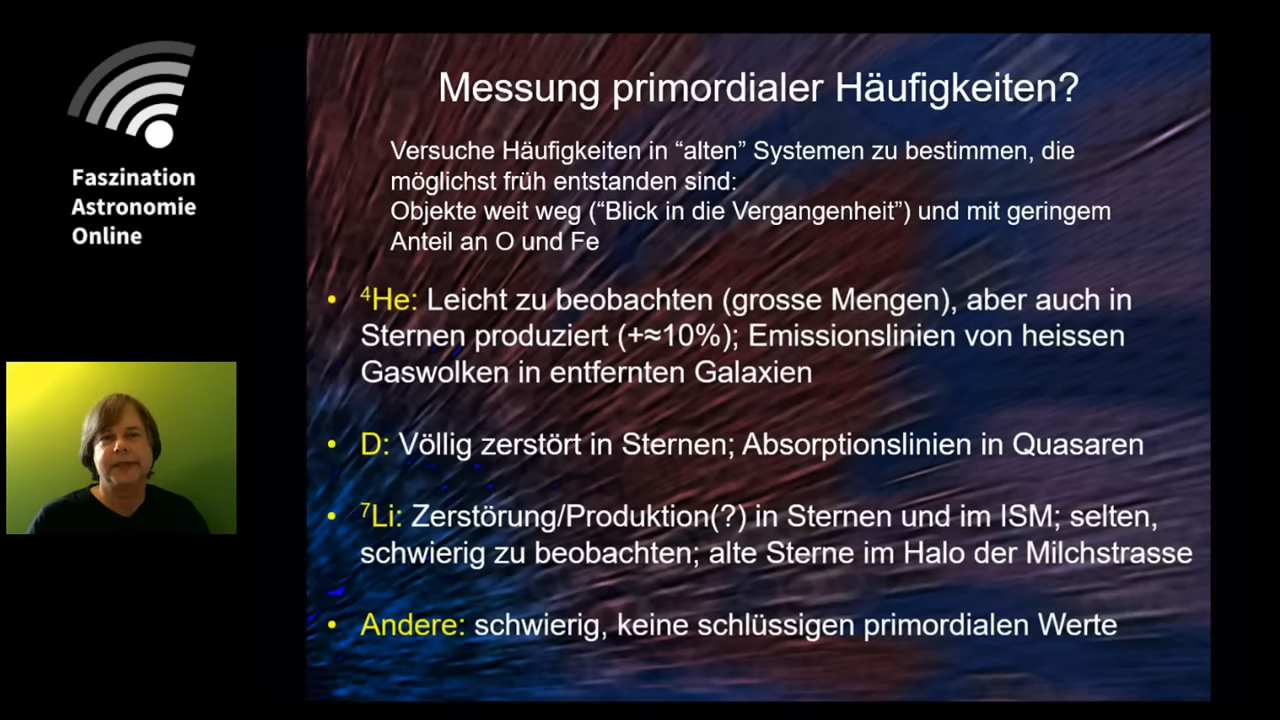 Faszination
Astronomie
Online
Messung primordialer Häufigkeiten?
Versuche Häufigkeiten in “alten” Systemen zu bestimmen, die
möglichst früh entstanden sind:
Objekte weit weg (“Blick in die Vergangenheit”) und mit geringem
Anteil an O und Fe
• ⁴He: Leicht zu beobachten (grosse Mengen), aber auch in
Sternen produziert (+≈10%); Emissionslinien von heissen
Gaswolken in entfernten Galaxien
• D: Völlig zerstört in Sternen; Absorptionslinien in Quasaren
• ⁷Li: Zerstörung/Produktion(?) in Sternen und im ISM; selten,
schwierig zu beobachten; alte Sterne im Halo der Milchstrasse
• Andere: schwierig, keine schlüssigen primordialen Werte